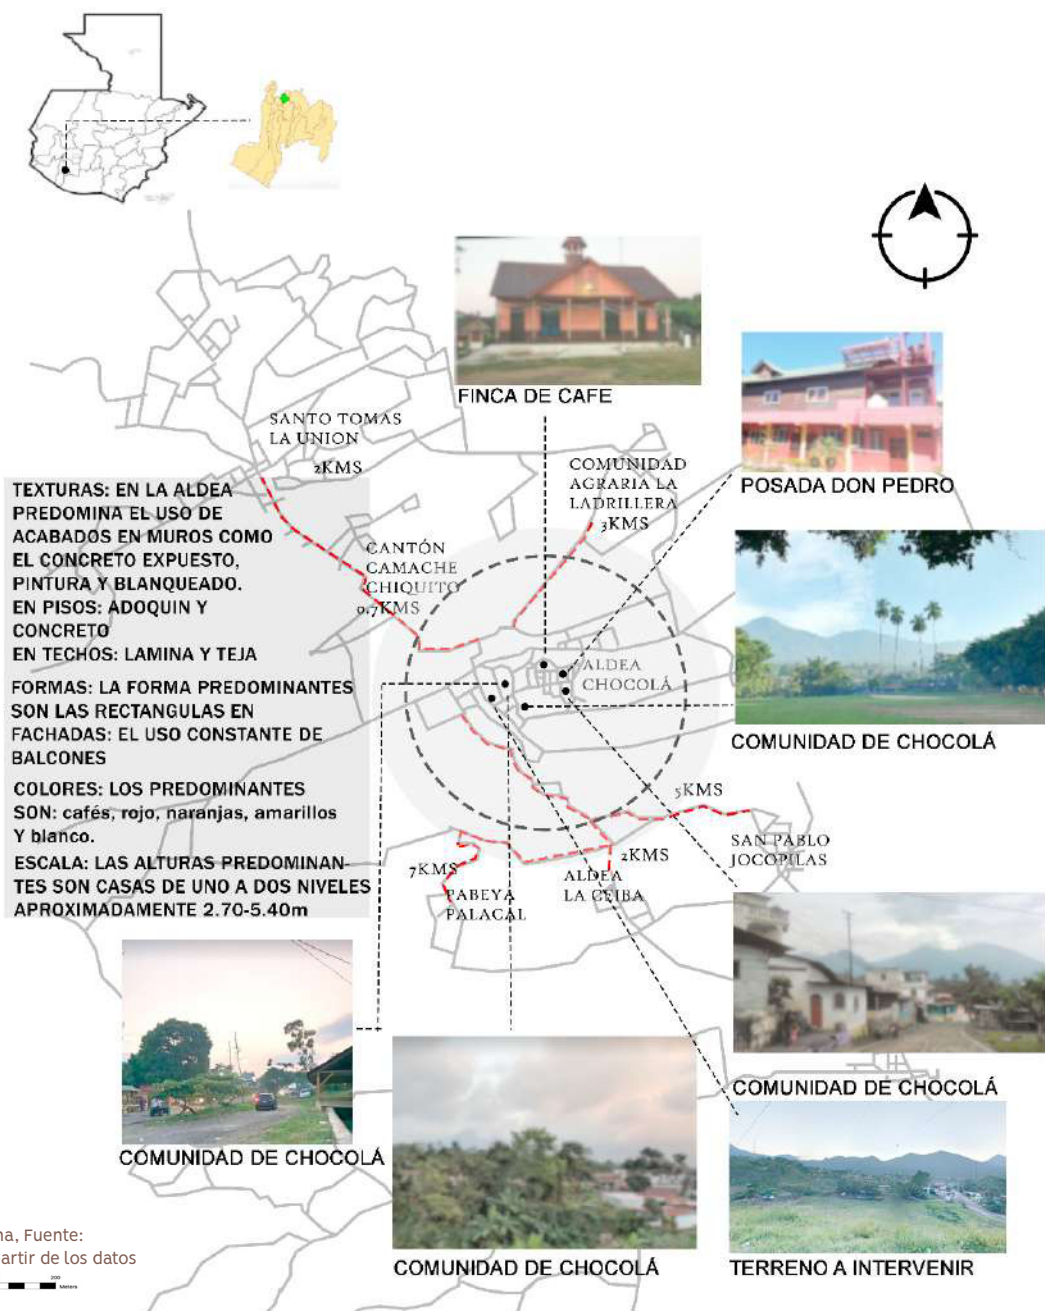 FINCA DE CAFE
POSADA DON PEDRO
SANTO TOMAS
LA UNION
2KMS
COMUNIDAD
AGRARIA LA
LADRILLERA
3KMS
CANTÓN
CAMACHE
CHIQUITO
0.7KMS
TEXTURAS: EN LA ALDEA
PREDOMINA EL USO DE
ACABADOS EN MUROS COMO
EL CONCRETO EXPUESTO,
PINTURA Y BLANQUEADO.
EN PISOS: ADOQUIN Y
CONCRETO
EN TECHOS: LAMINA Y TEJA
FORMAS: LA FORMA PREDOMINANTES
SON LAS RECTANGULAS EN
FACHADAS: EL USO CONSTANTE DE
BALCONES
COLORES: LOS PREDOMINANTES
SON: cafés, rojo, naranjas, amarillos
Y blanco.
ESCALA: LAS ALTURAS PREDOMINAN-
TES SON CASAS DE UNO A DOS NIVELES
APROXIMADAMENTE 2.70-5.40m
ALDEA
CHOCOLÁ
COMUNIDAD DE CHOCOLÁ
5KMS
SAN PABLO
JOCOPILAS
2KMS
ALDEA
LA CEIBA
7KMS
PABEYA
PALACAL
COMUNIDAD DE CHOCOLÁ
COMUNIDAD DE CHOCOLÁ
COMUNIDAD DE CHOCOLÁ
TERRENO A INTERVENIR
na, Fuente:
artir de los datos
200
Meters